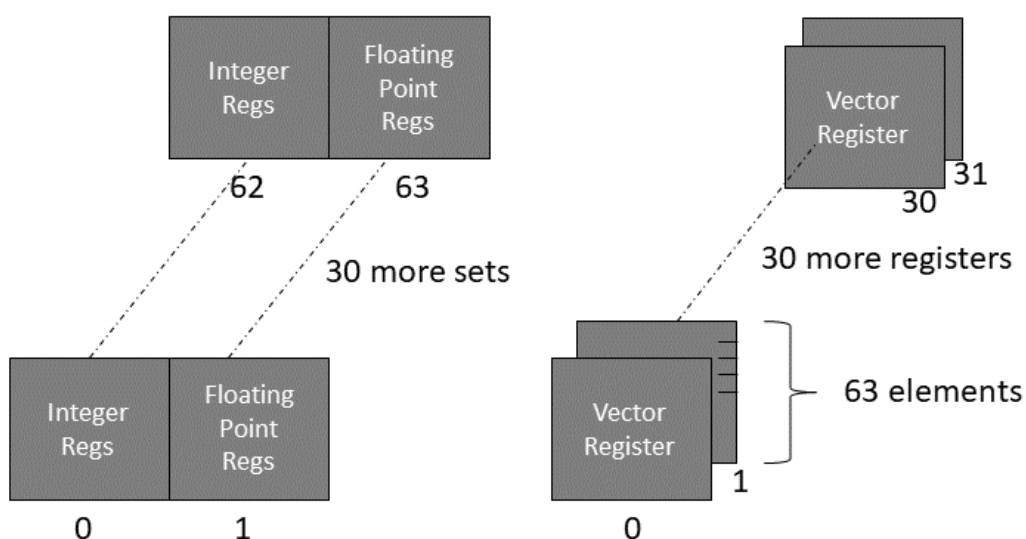 Integer
Regs
Floating
Point
Regs
62
63
30 more sets
Integer
Regs
Floating
Point
Regs
0
1
Vector
Register
31
30
30 more registers
63 elements
Vector
Register
1
0